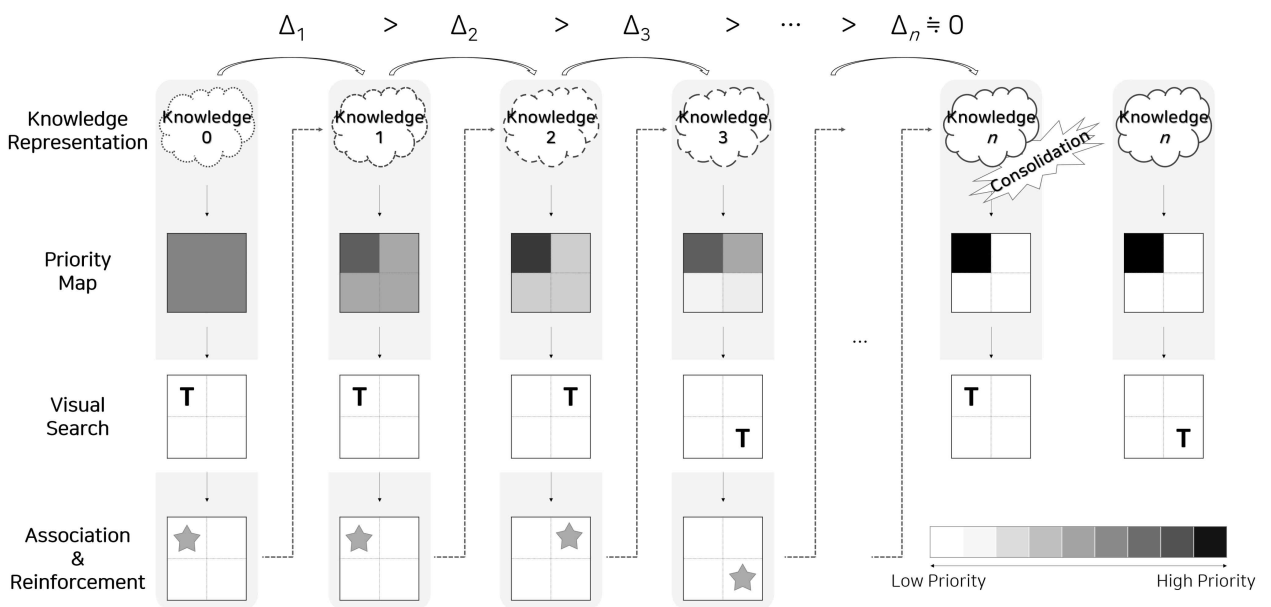 Δ1 > Δ2 > Δ3 > ... > Δn ≒ 0
Knowledge
Representation
Knowledge
0
Knowledge
1
Knowledge
2
Knowledge
3
...
Knowledge
n
Consolidation
Knowledge
n
Priority
Map
...
Visual
Search
T
T
T
T
T
T
Association
&
Reinforcement
Low Priority
High Priority